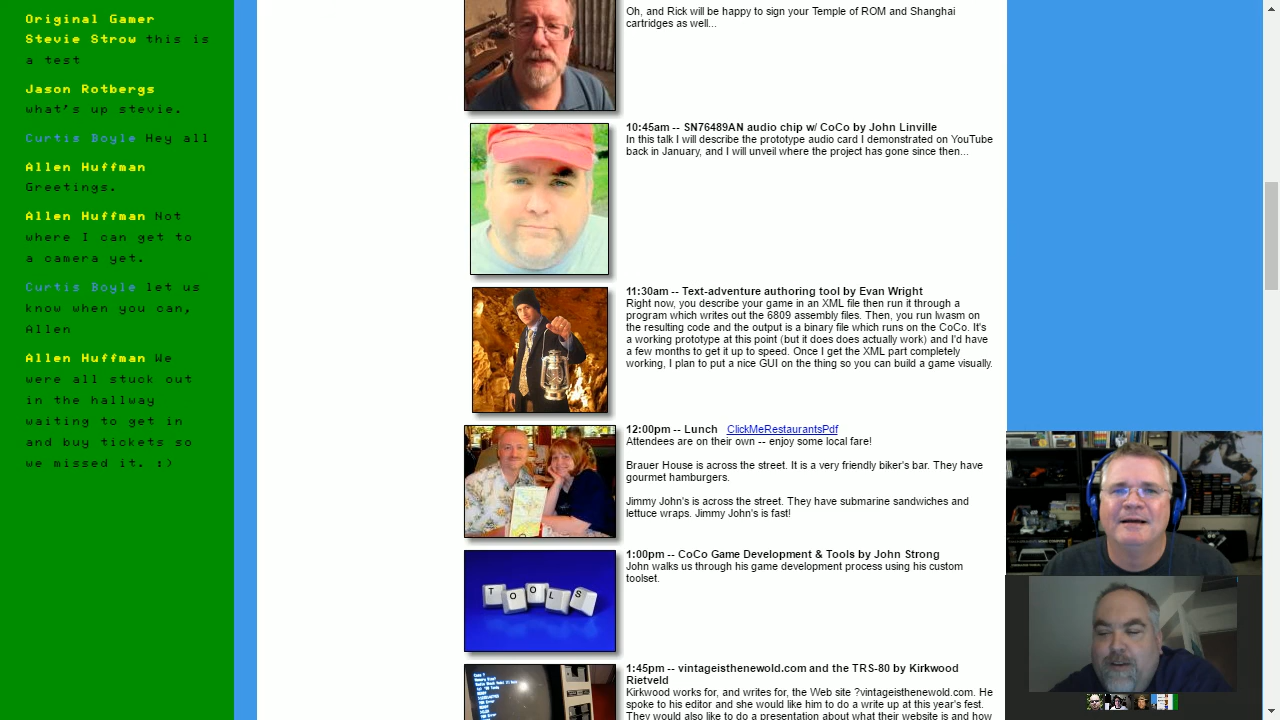 Original Gamer
Stevie Strow this is
a test
Jason Rotbergs
what's up stevie.
Curtis Boyle Hey all
Allen Huffman
Greetings.
Allen Huffman Not
where I can get to
a camera yet.
Curtis Boyle let us
know when you can,
Allen
Allen Huffman We
were all stuck out
in the hallway
waiting to get in
and buy tickets so
we missed it. :)
Oh, and Rick will be happy to sign your Temple of ROM and Shanghai
cartridges as well...
10:45am -- SN76489AN audio chip w/ CoCo by John Linville
In this talk I will describe the prototype audio card I demonstrated on YouTube
back in January, and I will unveil where the project has gone since then...
11:30am -- Text-adventure authoring tool by Evan Wright
Right now, you describe your game in an XML file then run it through a
program which writes out the 6809 assembly files. Then, you run lwasm on
the resulting code and the output is a binary file which runs on the CoCo. It's
a working prototype at this point (but it does does actually work) and I'd have
a few months to get it up to speed. Once I get the XML part completely
working, I plan to put a nice GUI on the thing so you can build a game visually.
12:00pm -- Lunch ClickMeRestaurantsPdf
Attendees are on their own -- enjoy some local fare!
Brauer House is across the street. It is a very friendly biker's bar. They have
gourmet hamburgers.
Jimmy John's is across the street. They have submarine sandwiches and
lettuce wraps. Jimmy John's is fast!
1:00pm -- CoCo Game Development & Tools by John Strong
John walks us through his game development process using his custom
toolset.
TOOLS
1:45pm -- vintageisthenewold.com and the TRS-80 by Kirkwood
Rietveld
Kirkwood works for, and writes for, the Web site ?vintageisthenewold.com. He
spoke to his editor and she would like him to do a write up at this year's fest.
They would also like to do a presentation about what their website is and how